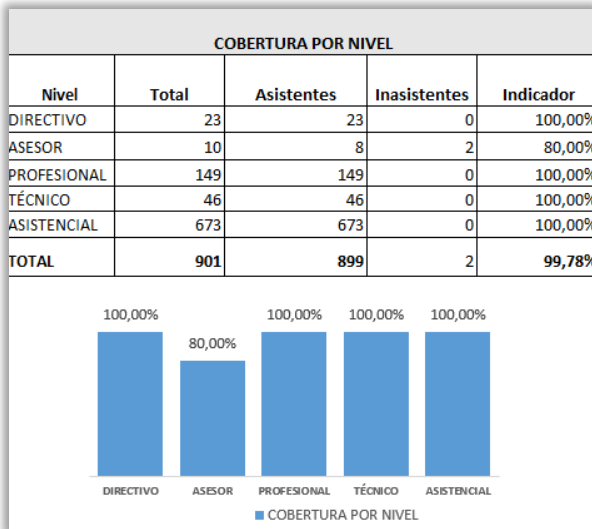 COBERTURA POR NIVEL
Nivel Total Asistentes Inasistentes Indicador
DIRECTIVO 23 23 0 100,00%
ASESOR 10 8 2 80,00%
PROFESIONAL 149 149 0 100,00%
TÉCNICO 46 46 0 100,00%
ASISTENCIAL 673 673 0 100,00%
TOTAL 901 899 2 99,78%
100,00% 80,00% 100,00% 100,00% 100,00%
DIRECTIVO ASESOR PROFESIONAL TÉCNICO ASISTENCIAL
COBERTURA POR NIVEL